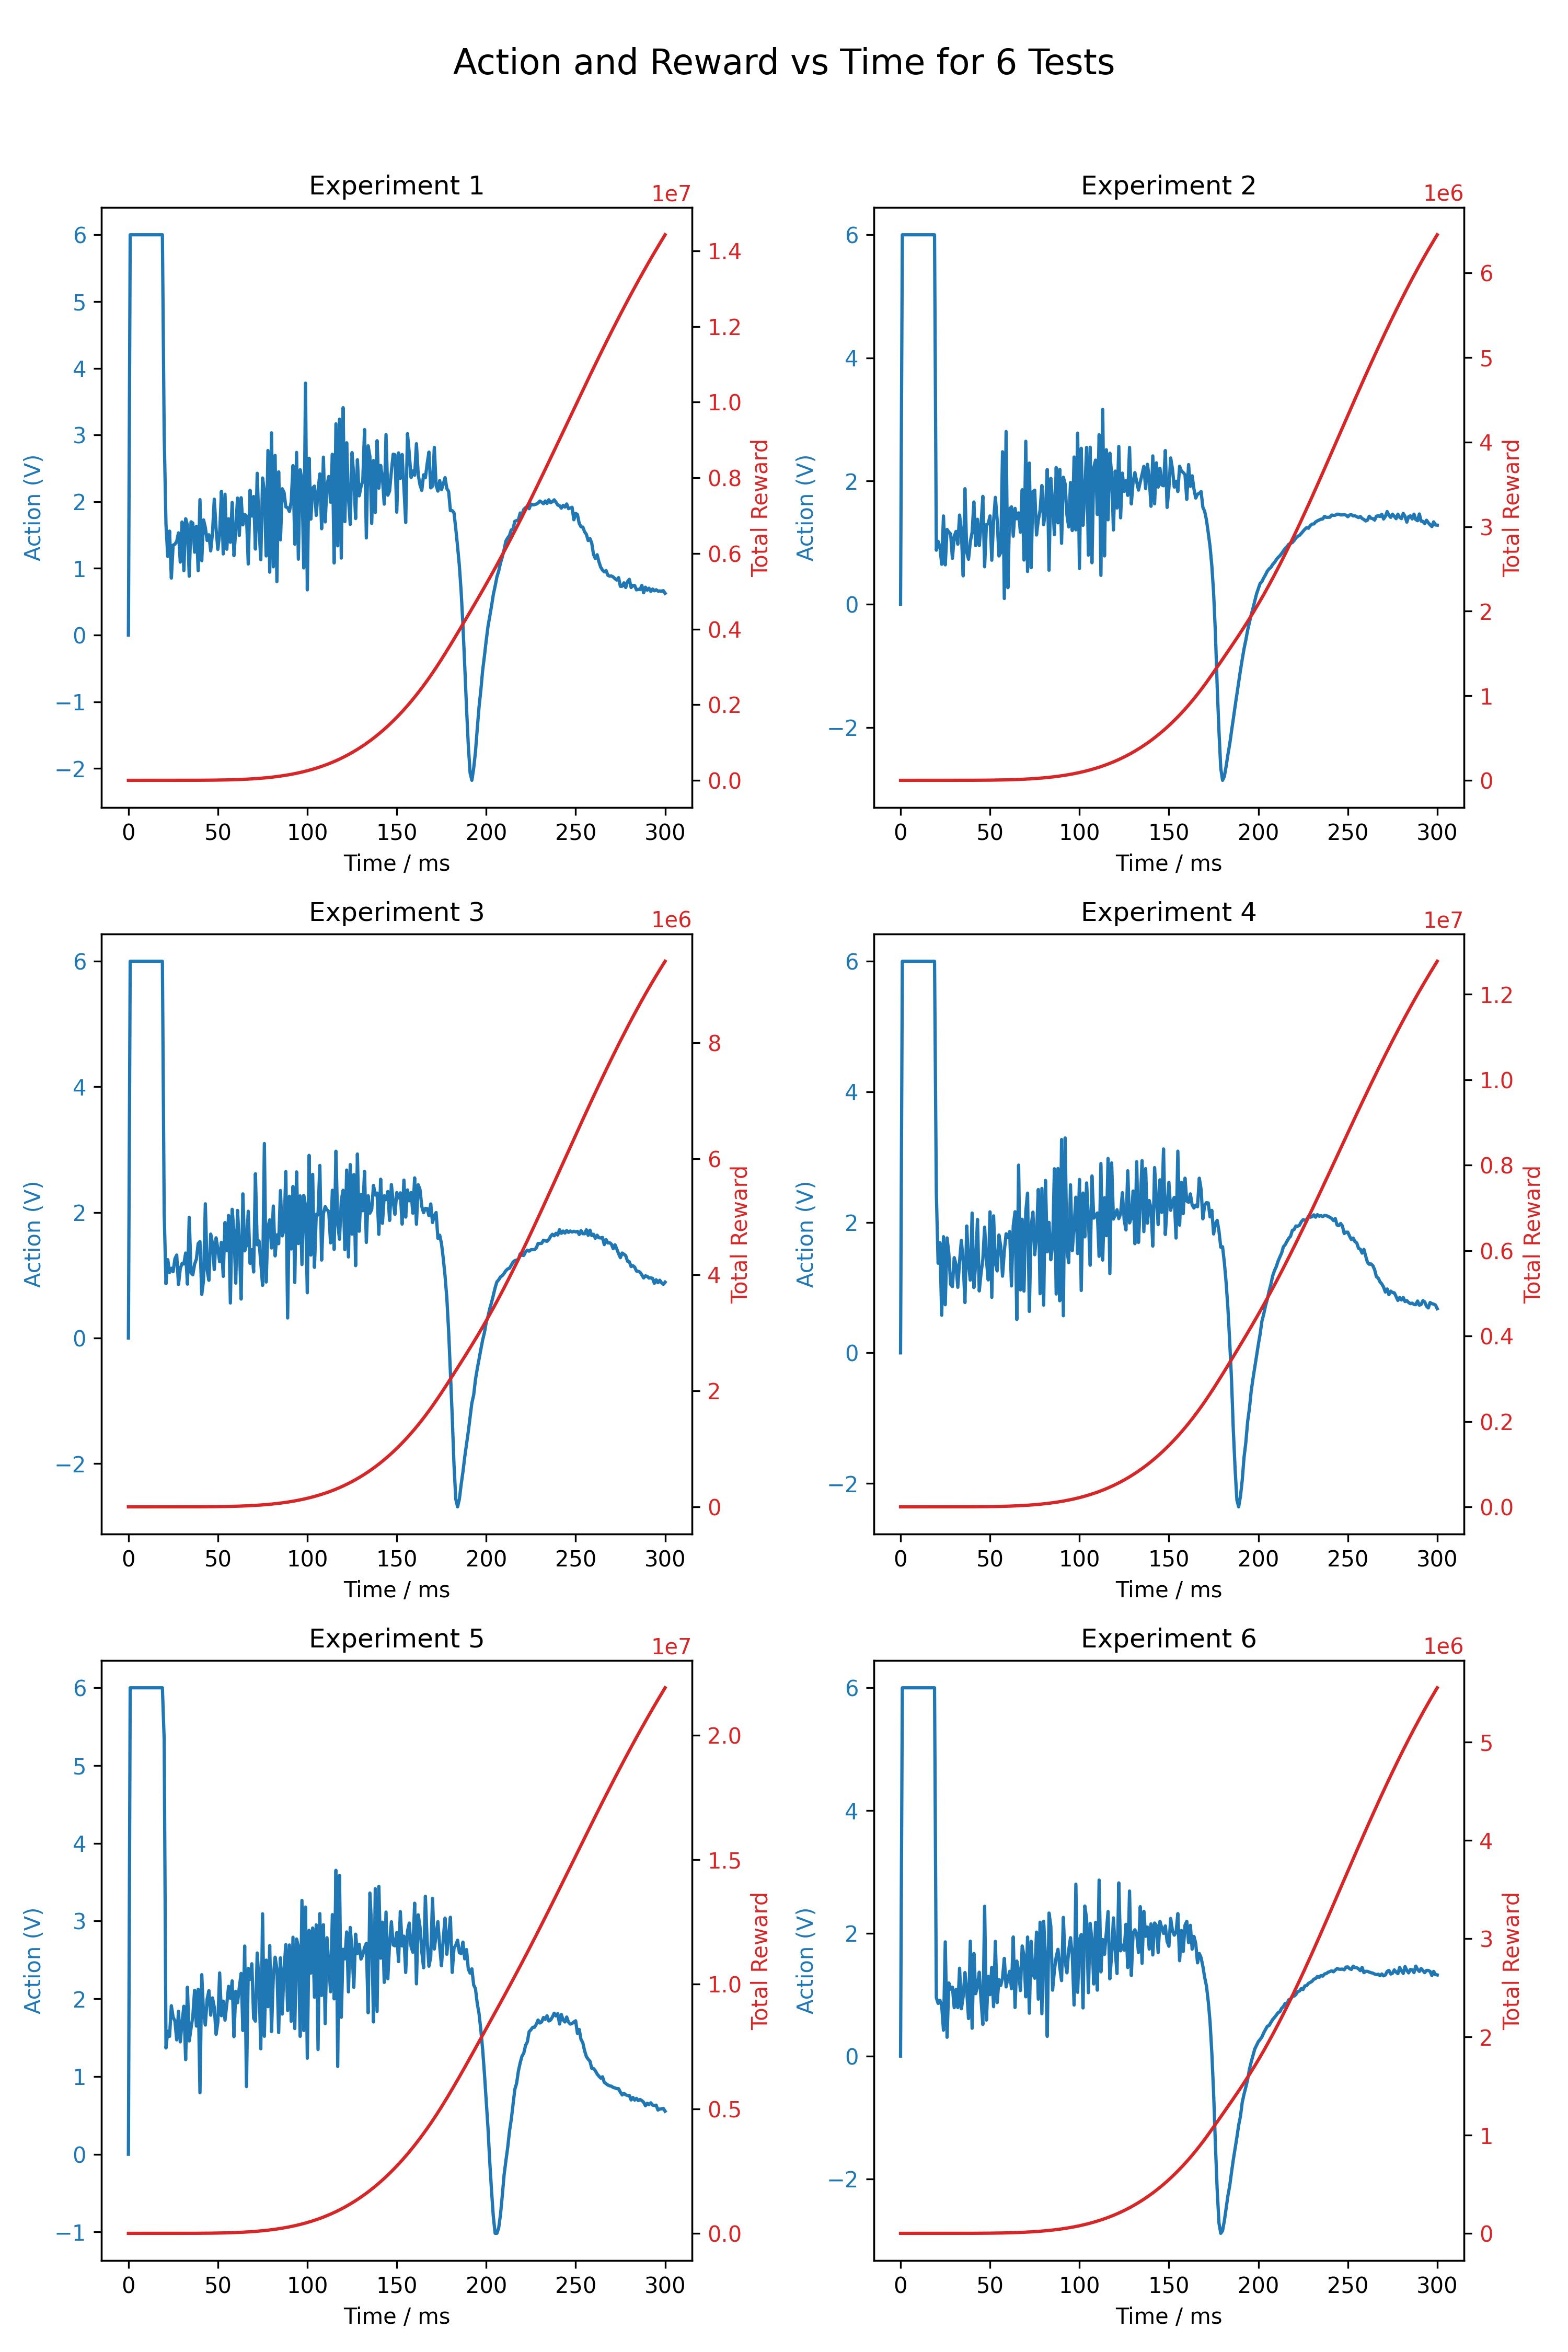 Action and Reward vs Time for 6 Tests
Experiment 1
1e7
6
5
4
3
2
1
0
−1
−2
Action (V)
1.4
1.2
1.0
0.8
0.6
0.4
0.2
0.0
Total Reward
0 50 100 150 200 250 300
Time / ms
Experiment 2
1e6
6
4
2
0
−2
Action (V)
6
5
4
3
2
1
0
Total Reward
0 50 100 150 200 250 300
Time / ms
Experiment 3
1e6
6
4
2
0
−2
Action (V)
8
6
4
2
0
Total Reward
0 50 100 150 200 250 300
Time / ms
Experiment 4
1e7
6
4
2
0
−2
Action (V)
1.2
1.0
0.8
0.6
0.4
0.2
0.0
Total Reward
0 50 100 150 200 250 300
Time / ms
Experiment 5
1e7
6
5
4
3
2
1
0
−1
Action (V)
2.0
1.5
1.0
0.5
0.0
Total Reward
0 50 100 150 200 250 300
Time / ms
Experiment 6
1e6
6
4
2
0
−2
Action (V)
5
4
3
2
1
0
Total Reward
0 50 100 150 200 250 300
Time / ms